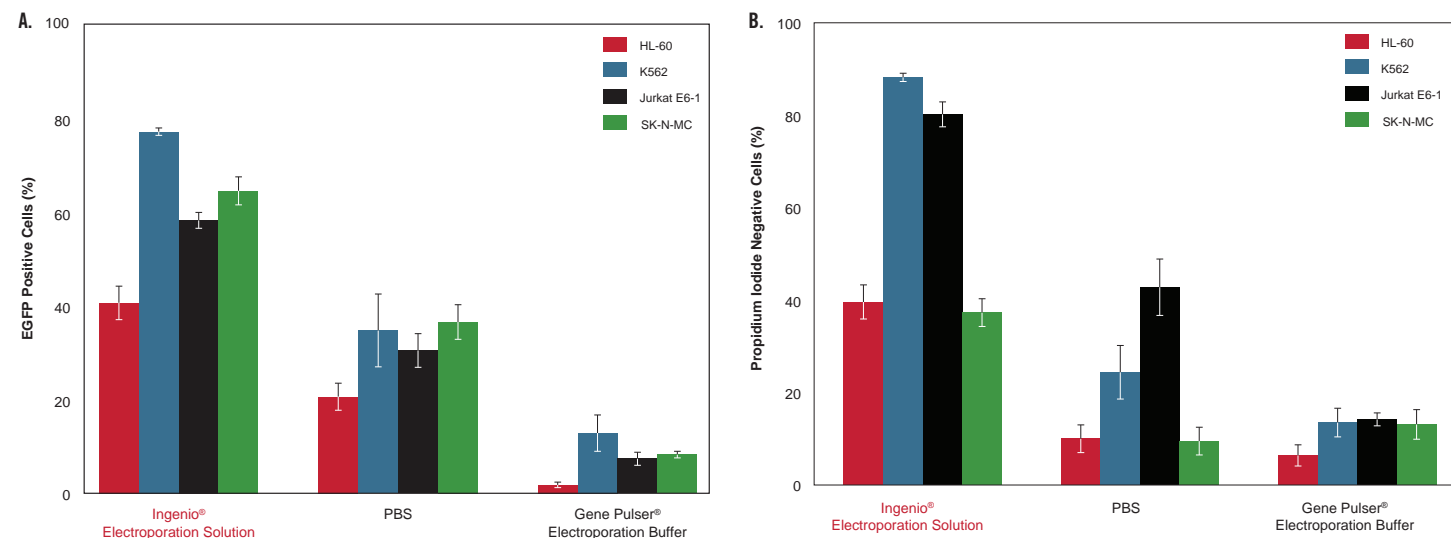 A.
EGFP Positive Cells (%)
100
80
60
40
20
0
HL-60
K562
Jurkat E6-1
SK-N-MC
Ingenio®
Electroporation Solution
PBS
Gene Pulser®
Electroporation Buffer
B.
Propidium Iodide Negative Cells (%)
100
80
60
40
20
0
HL-60
K562
Jurkat E6-1
SK-N-MC
Ingenio®
Electroporation Solution
PBS
Gene Pulser®
Electroporation Buffer